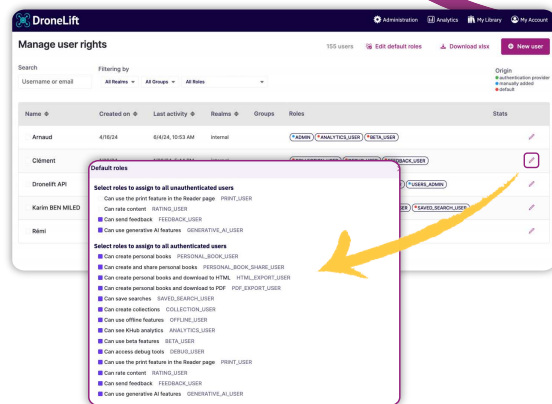 DroneLift
Administration Analytics My Library My Account
Manage user rights
155 users Edit default roles Download xlsx New user
Search Filtering by Origin
Username or email All Realms All Groups All Roles authentication provider
manually added
default
Name Created on Last activity Realms Groups Roles Stats
Arnaud 4/16/24 6/4/24, 10:53 AM Internal ADMIN ANALYTICS_USER BETA_USER
Clément
Dronelift API USERS_ADMIN
Karim BEN MILED SAVED_SEARCH_USER
Rémi
Default roles
Select roles to assign to all unauthenticated users
Can use the print feature in the Reader page PRINT_USER
Can rate content RATING_USER
Can send feedback FEEDBACK_USER
Can use generative AI features GENERATIVE_AI_USER
Select roles to assign to all authenticated users
Can create personal books PERSONAL_BOOK_USER
Can create and share personal books PERSONAL_BOOK_SHARE_USER
Can create personal books and download to HTML HTML_EXPORT_USER
Can create personal books and download to PDF PDF_EXPORT_USER
Can save searches SAVED_SEARCH_USER
Can create collections COLLECTION_USER
Can use offline features OFFLINE_USER
Can see KHub analytics ANALYTICS_USER
Can use beta features BETA_USER
Can access debug tools DEBUG_USER
Can use the print feature in the Reader page PRINT_USER
Can rate content RATING_USER
Can send feedback FEEDBACK_USER
Can use generative AI features GENERATIVE_AI_USER